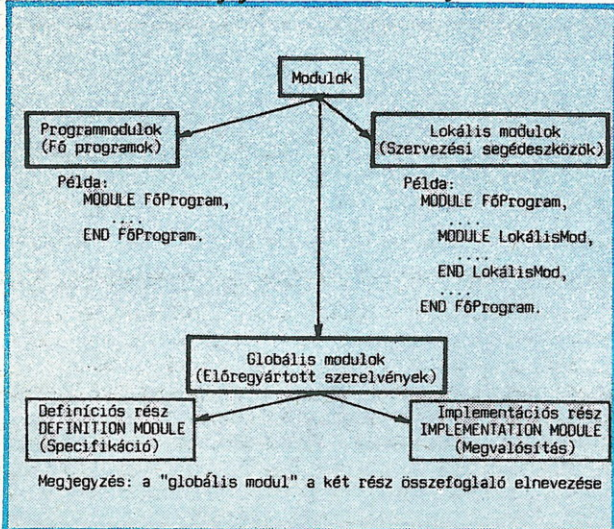 Modulok
Programmodulok
(Fő programok)
Lokális modulok
(Szervezési segédeszközök)
Példa:
MODULE FőProgram,
....
END FőProgram.
Példa:
MODULE FőProgram,
....
MODULE LokálisMod,
....
END LokálisMod,
....
END FőProgram.
Globális modulok
(Előregyártott szerelvények)
Definíciós rész
DEFINITION MODULE
(Specifikáció)
Implementációs rész
IMPLEMENTATION MODULE
(Megvalósítás)
Megjegyzés: a "globális modul" a két rész összefoglaló elnevezése